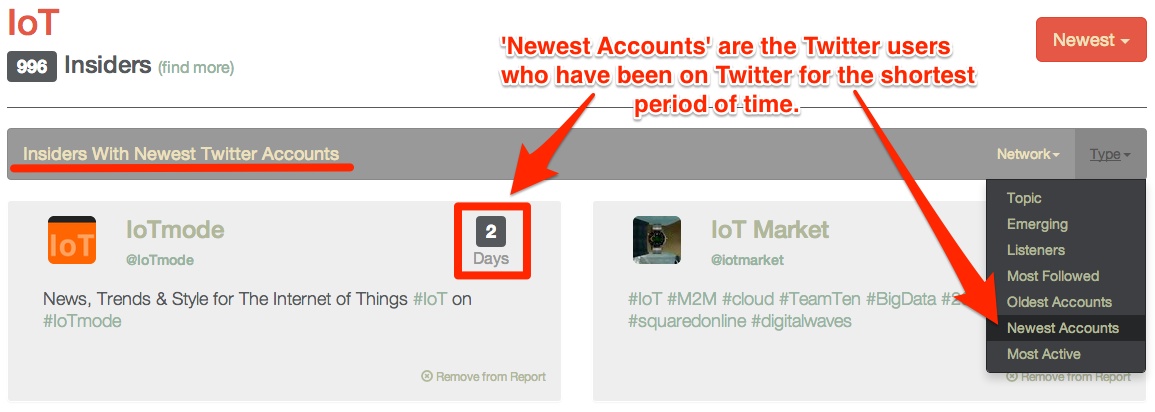 IoT
996 Insiders (find more)
Newest
'Newest Accounts' are the Twitter users
who have been on Twitter for the shortest
period of time.
Insiders With Newest Twitter Accounts
Network
Type
Topic
Emerging
Listeners
Most Followed
Oldest Accounts
Newest Accounts
Most Active
IoT
IoTmode
@IoTmode
2
Days
News, Trends & Style for The Internet of Things #IoT on
#IoTmode
Remove from Report
IoT Market
@iotmarket
#IoT #M2M #cloud #TeamTen #BigData
#squaredonline #digitalwaves
Remove from Report